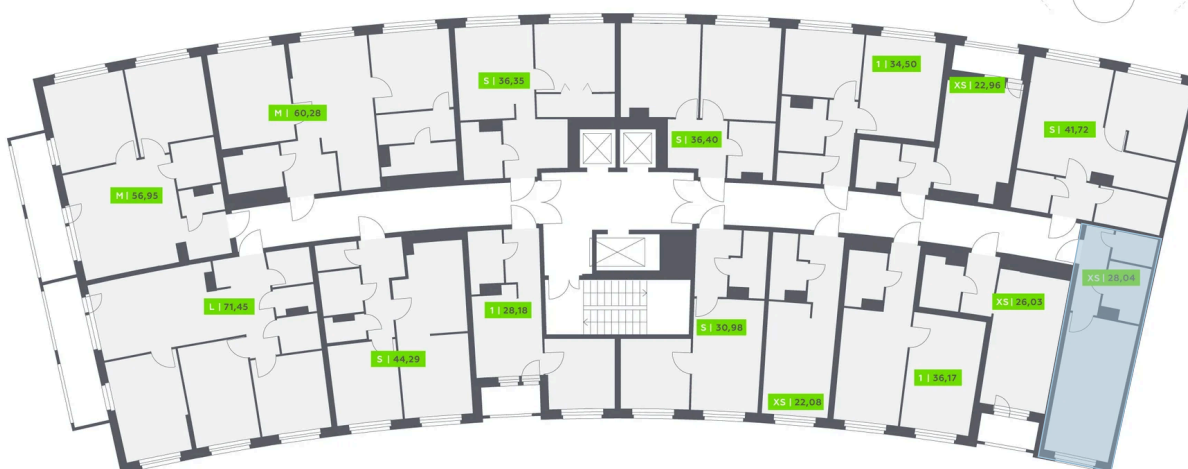 S | 36,35
1 | 34,50
XS | 22,96
M | 60,28
S | 41,72
S | 36,40
M | 56,95
XS | 28,04
L | 71,45
1 | 28,18
XS | 26,03
S | 30,98
S | 44,29
1 | 36,17
XS | 22,08